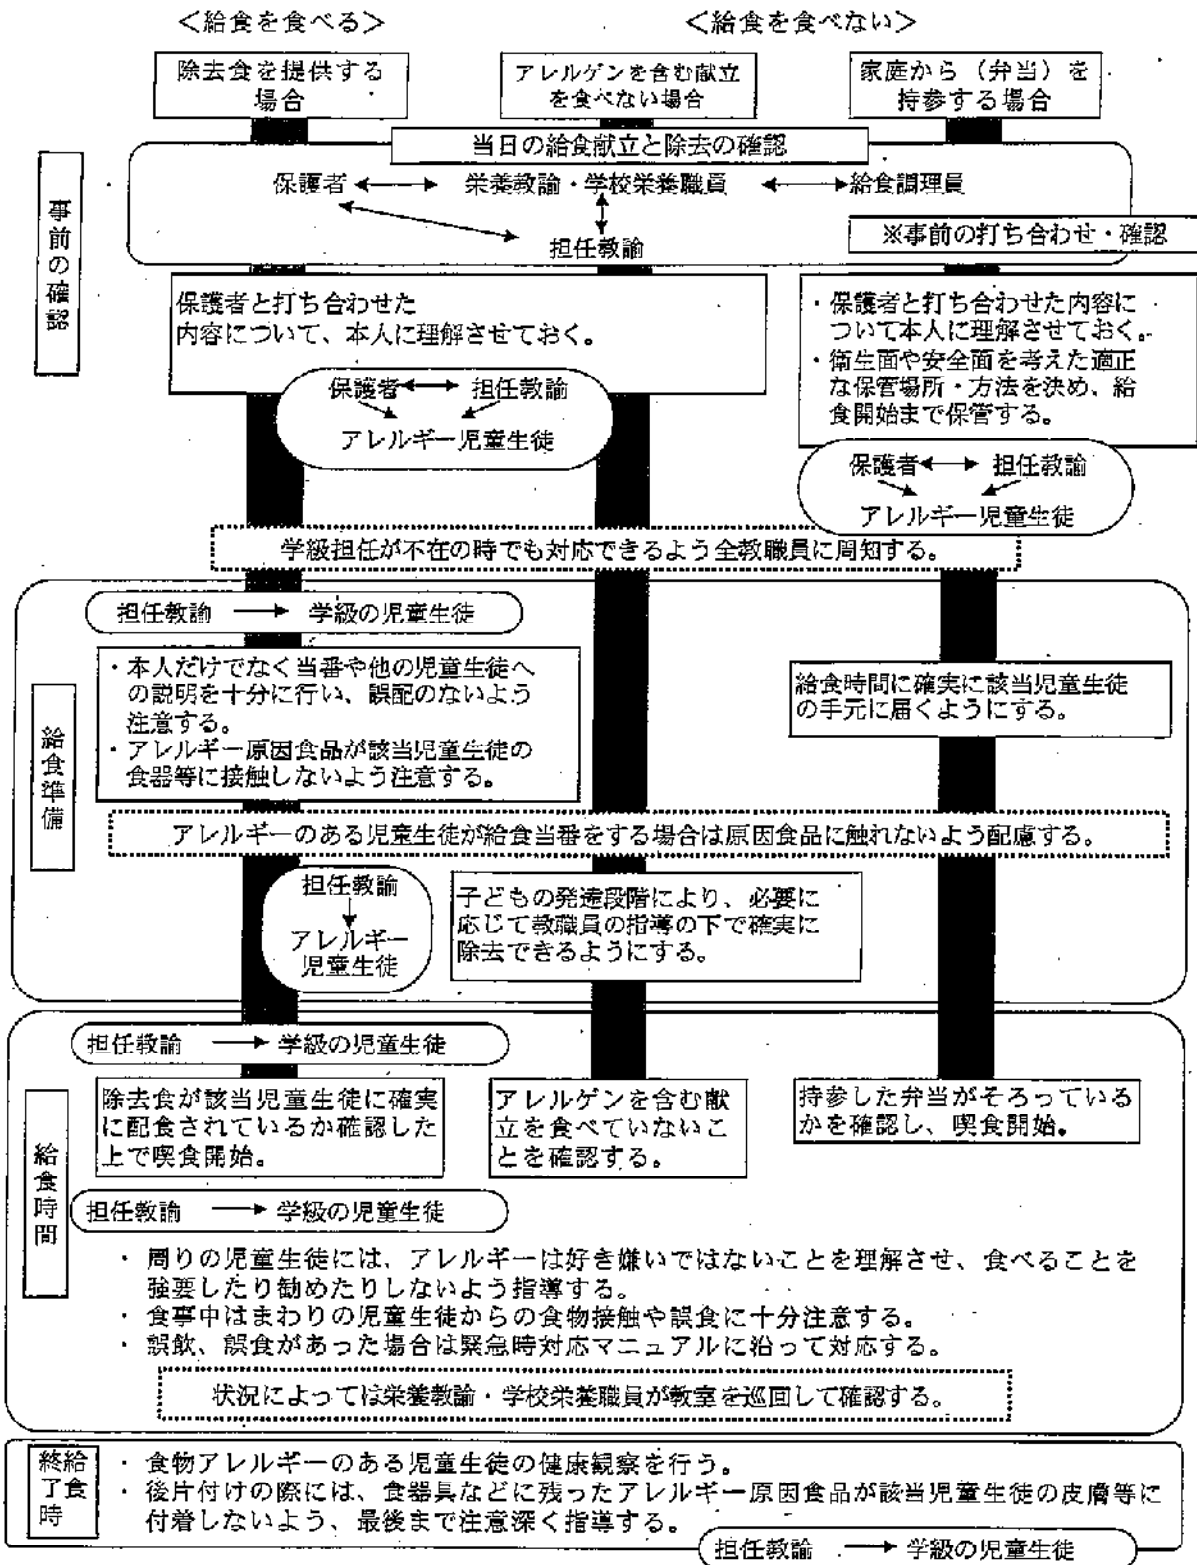 <給食を食べる>
<給食を食べない>
除去食を提供する
場合
アレルゲンを含む献立
を食べない場合
家庭から(弁当)を
持参する場合
当日の給食献立と除去の確認
保護者 ⟷ 栄養教諭・学校栄養職員 ⟷ 給食調理員
担任教諭
※事前の打ち合わせ・確認
事前の確認
保護者と打ち合わせた
内容について、本人に理解させておく。
保護者 ⟷ 担任教諭
アレルギー児童生徒
・保護者と打ち合わせた内容に
ついて本人に理解させておく。
・衛生面や安全面を考えた適正
な保管場所・方法を決め、給
食開始まで保管する。
保護者 ⟷ 担任教諭
アレルギー児童生徒
学級担任が不在の時でも対応できるよう全教職員に周知する。
給食準備
担任教諭 → 学級の児童生徒
・本人だけでなく当番や他の児童生徒へ
の説明を十分に行い、誤配のないよう
注意する。
・アレルギー原因食品が該当児童生徒の
食器等に接触しないよう注意する。
給食時間に確実に該当児童生徒
の手元に届くようにする。
アレルギーのある児童生徒が給食当番をする場合は原因食品に触れないよう配慮する。
担任教諭
↓
アレルギー
児童生徒
子どもの発達段階により、必要に
応じて教職員の指導の下で確実に
除去できるようにする。
給食時間
担任教諭 → 学級の児童生徒
除去食が該当児童生徒に確実
に配食されているか確認した
上で喫食開始。
アレルゲンを含む献
立を食べていないこ
とを確認する。
持参した弁当がそろっている
かを確認し、喫食開始。
担任教諭 → 学級の児童生徒
・周りの児童生徒には、アレルギーは好き嫌いではないことを理解させ、食べることを
強要したり勧めたりしないよう指導する。
・食事中はまわりの児童生徒からの食物接触や誤食に十分注意する。
・誤飲、誤食があった場合は緊急時対応マニュアルに沿って対応する。
状況によっては栄養教諭・学校栄養職員が教室を巡回して確認する。
給食終了時
・食物アレルギーのある児童生徒の健康観察を行う。
・後片付けの際には、食器具などに残ったアレルギー原因食品が該当児童生徒の皮膚等に
付着しないよう、最後まで注意深く指導する。
担任教諭 → 学級の児童生徒